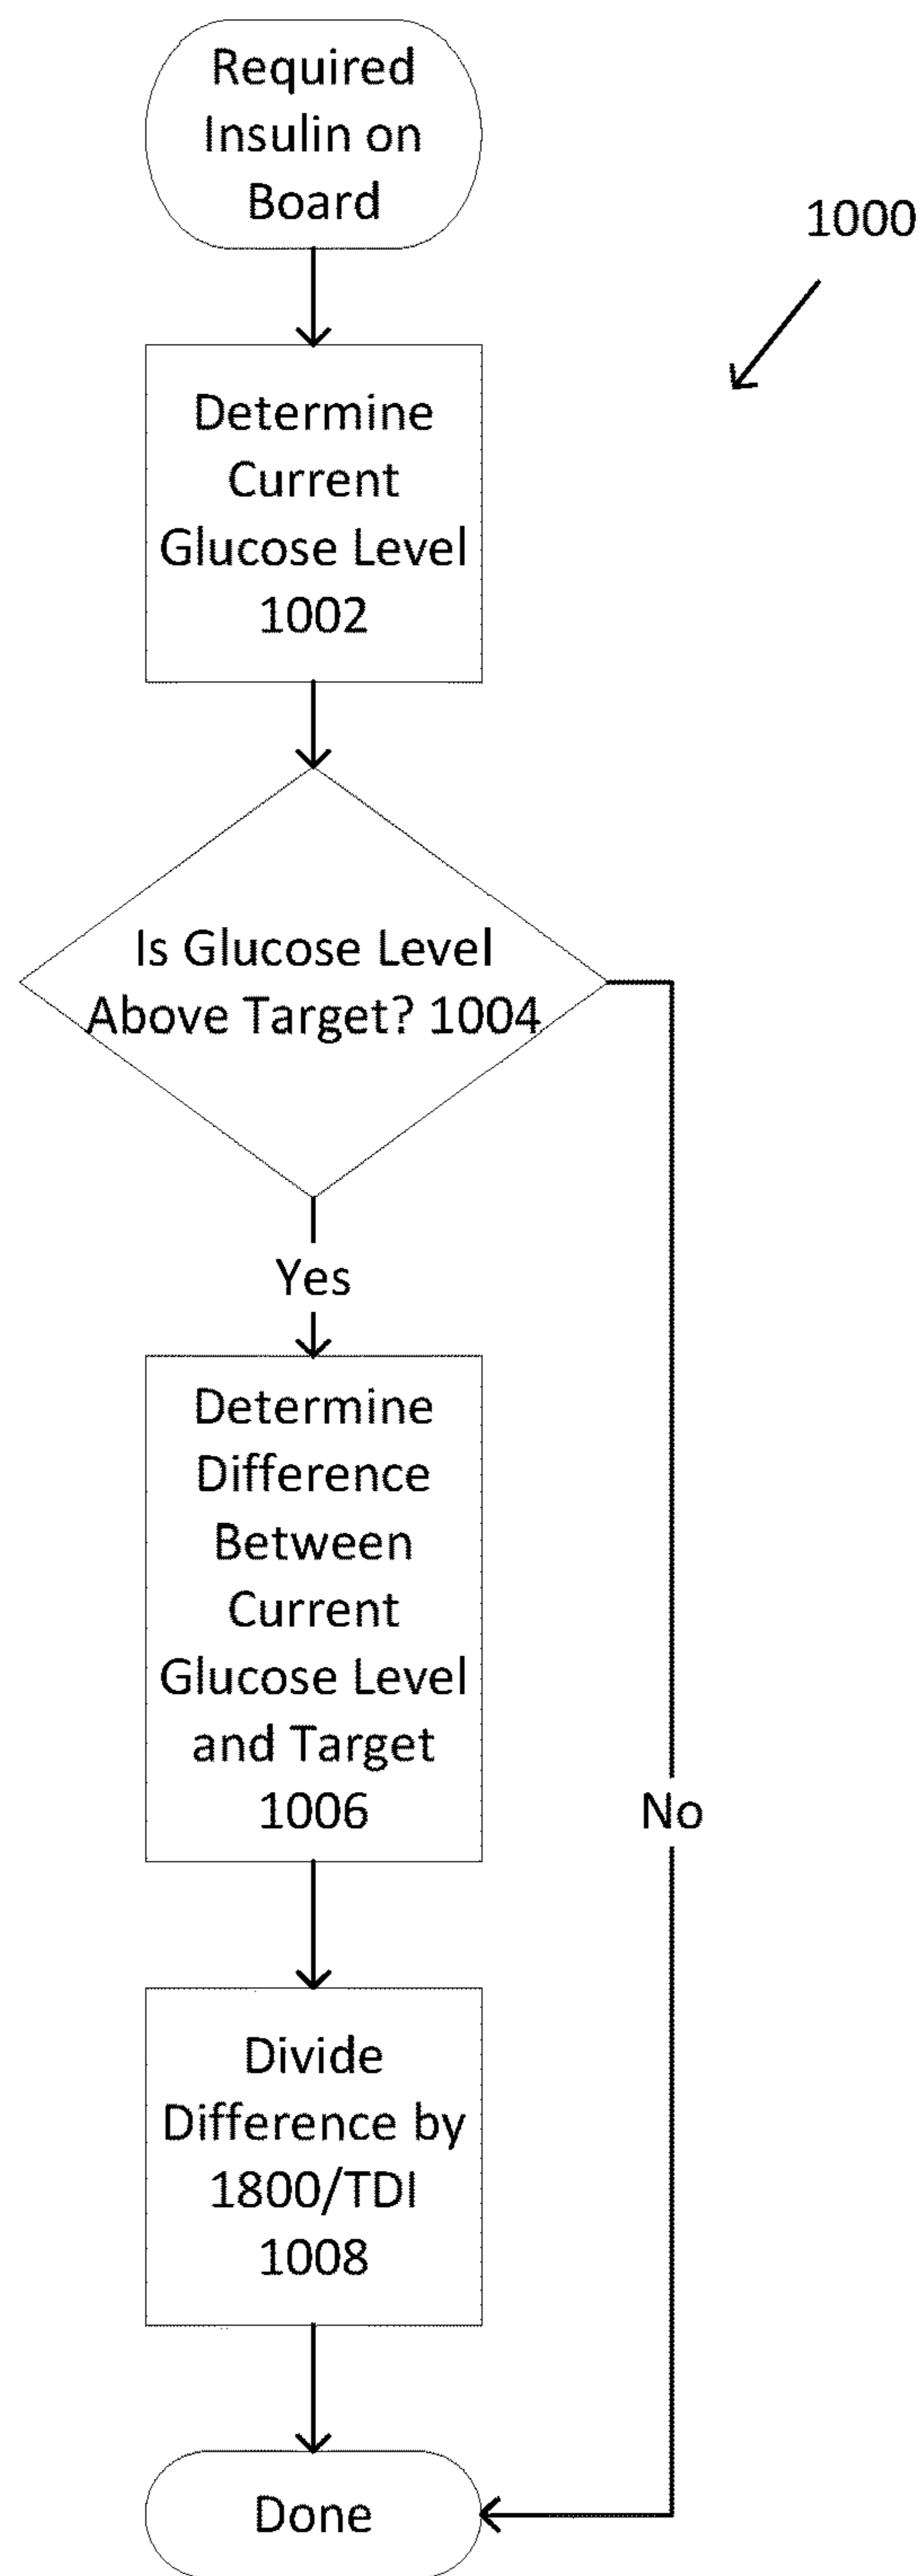 Required
Insulin on
Board
1000
Determine
Current
Glucose Level
1002
Is Glucose Level
Above Target? 1004
Yes
Determine
Difference
Between
Current
Glucose Level
and Target
1006
No
Divide
Difference by
1800/TDI
1008
Done